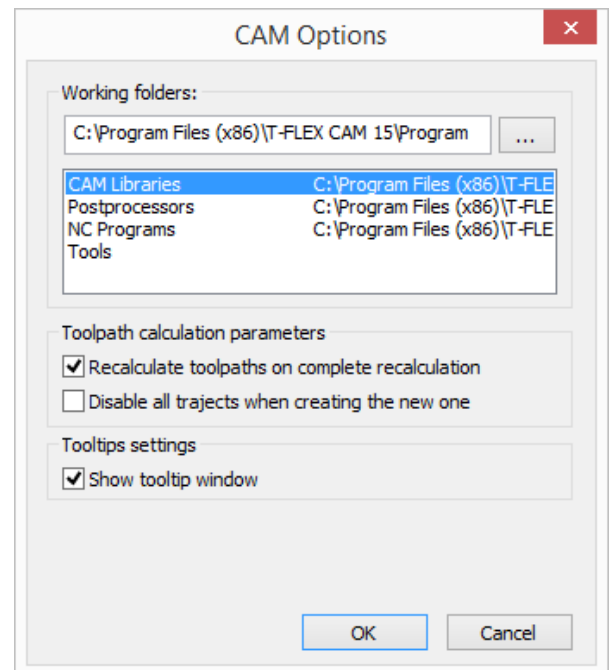 CAM Options
Working folders:
C:\Program Files (x86)\T-FLEX CAM 15\Program
...
CAM Libraries C:\Program Files (x86)\T-FLE
Postprocessors C:\Program Files (x86)\T-FLE
NC Programs C:\Program Files (x86)\T-FLE
Tools
Toolpath calculation parameters
Recalculate toolpaths on complete recalculation
Disable all trajects when creating the new one
Tooltips settings
Show tooltip window
OK Cancel